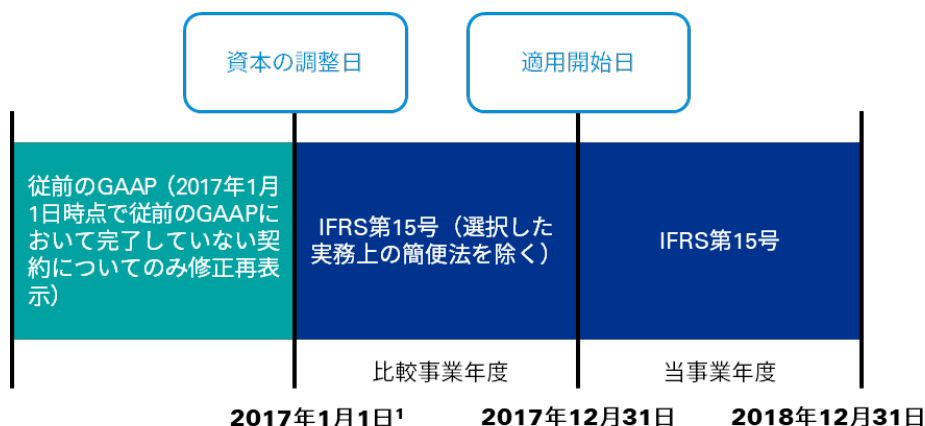 資本の調整日
適用開始日
従前のGAAP（2017年1月
1日時点で従前のGAAPに
おいて完了していない契
約についてのみ修正再表
示）
IFRS第15号（選択した
実務上の簡便法を除く）
IFRS第15号
比較事業年度
当事業年度
2017年1月1日¹
2017年12月31日
2018年12月31日